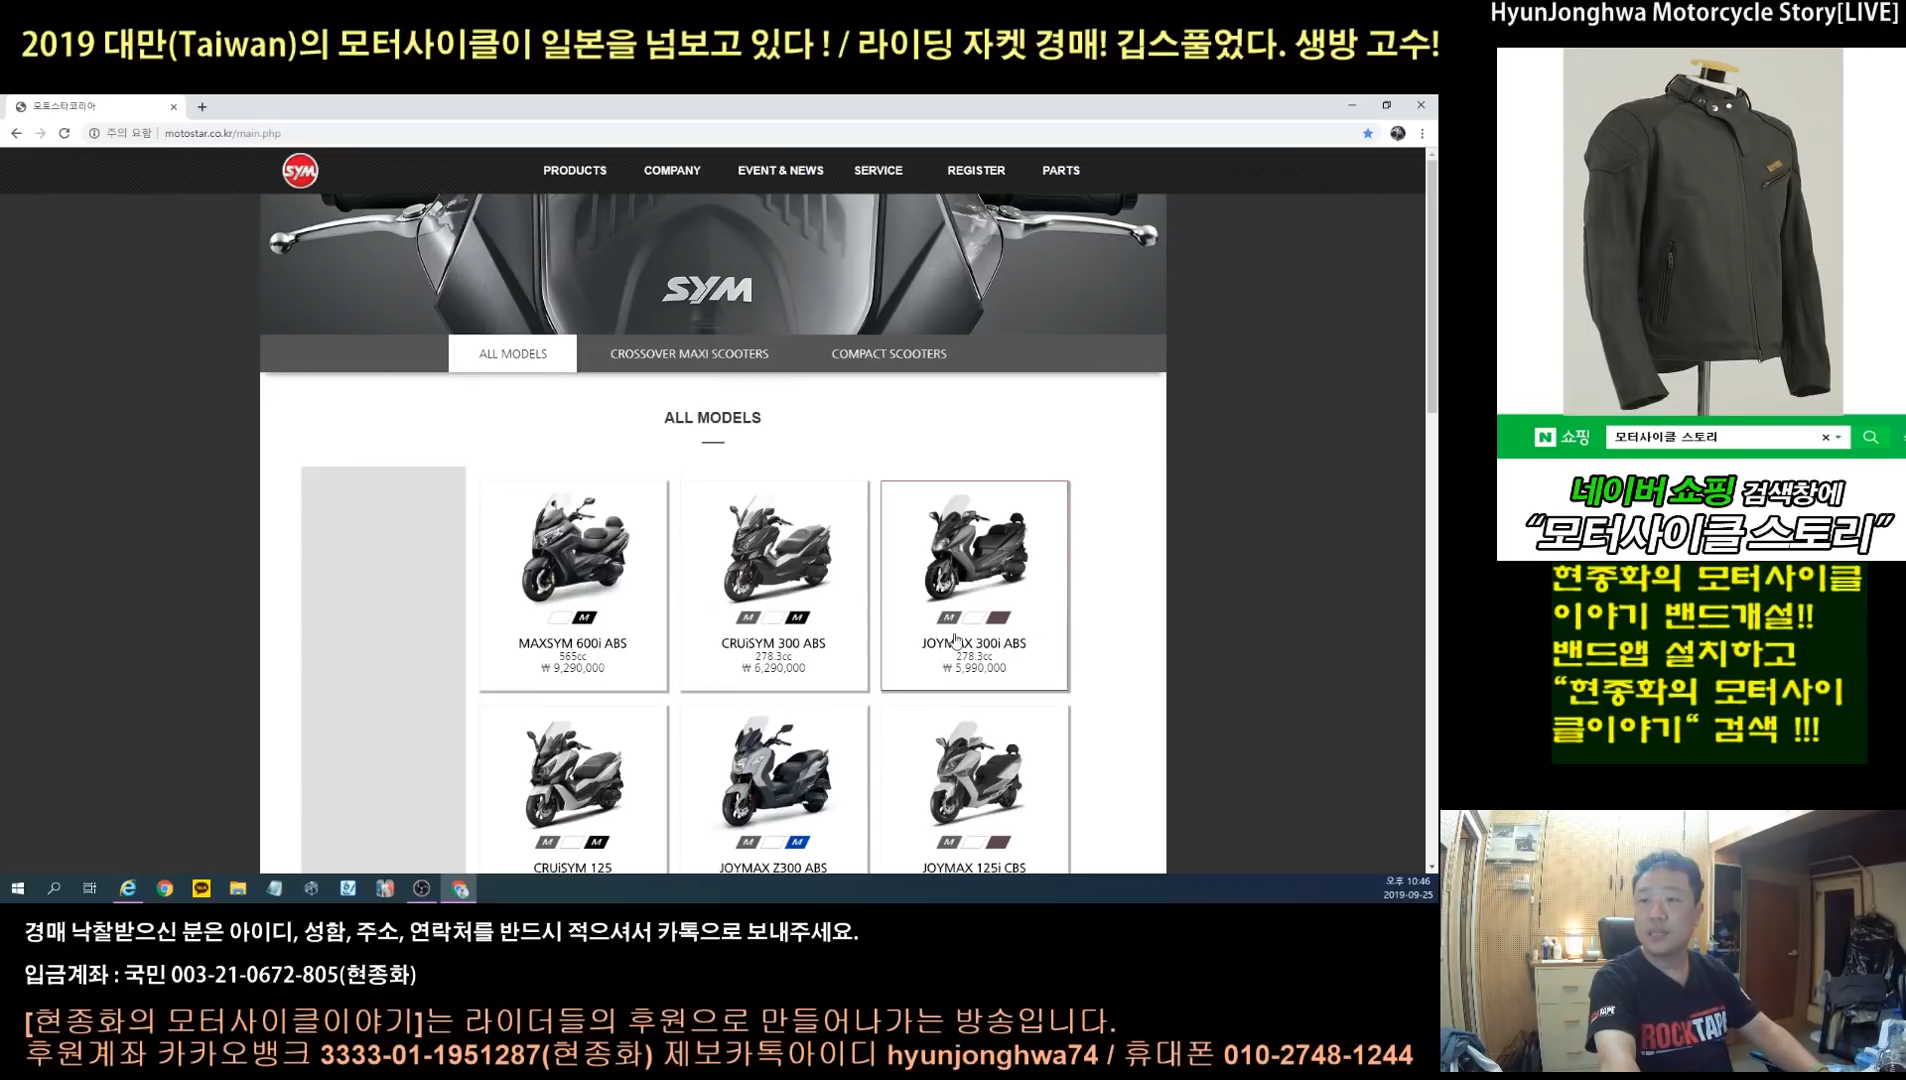 HyunJonghwa Motorcycle Story[LIVE]
2019 대만(Taiwan)의 모터사이클이 일본을 넘보고 있다 ! / 라이딩 자켓 경매! 깁스풀었다. 생방 고수!
모토스타코리아
주의 요함 | motostar.co.kr/main.php
SYM
PRODUCTS COMPANY EVENT & NEWS SERVICE REGISTER PARTS
SYM
ALL MODELS CROSSOVER MAXI SCOOTERS COMPACT SCOOTERS
ALL MODELS
M M M M
MAXSYM 600i ABS CRUiSYM 300 ABS JOYMAX 300i ABS
565cc 278.3cc 278.3cc
₩ 9,290,000 ₩ 6,290,000 ₩ 5,990,000
M M M M M
CRUiSYM 125 JOYMAX Z300 ABS JOYMAX 125i CBS
오후 10:46
2019-09-25
N 쇼핑 모터사이클 스토리
네이버 쇼핑 검색창에
“모터사이클 스토리”
현종화의 모터사이클
이야기 밴드개설!!
밴드앱 설치하고
“현종화의 모터사이
클이야기“ 검색 !!!
ROCKTAPE
경매 낙찰받으신 분은 아이디, 성함, 주소, 연락처를 반드시 적으셔서 카톡으로 보내주세요.
입금계좌 : 국민 003-21-0672-805(현종화)
[현종화의 모터사이클이야기]는 라이더들의 후원으로 만들어나가는 방송입니다.
후원계좌 카카오뱅크 3333-01-1951287(현종화) 제보카톡아이디 hyunjonghwa74 / 휴대폰 010-2748-1244